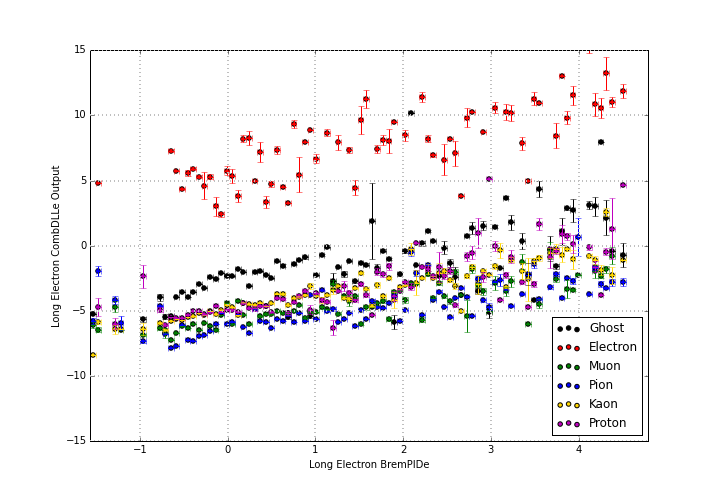 15
10
5
0
−5
−10
−15
Long Electron CombDLLe Output
−1
0
1
2
3
4
Long Electron BremPIDe
Ghost
Electron
Muon
Pion
Kaon
Proton